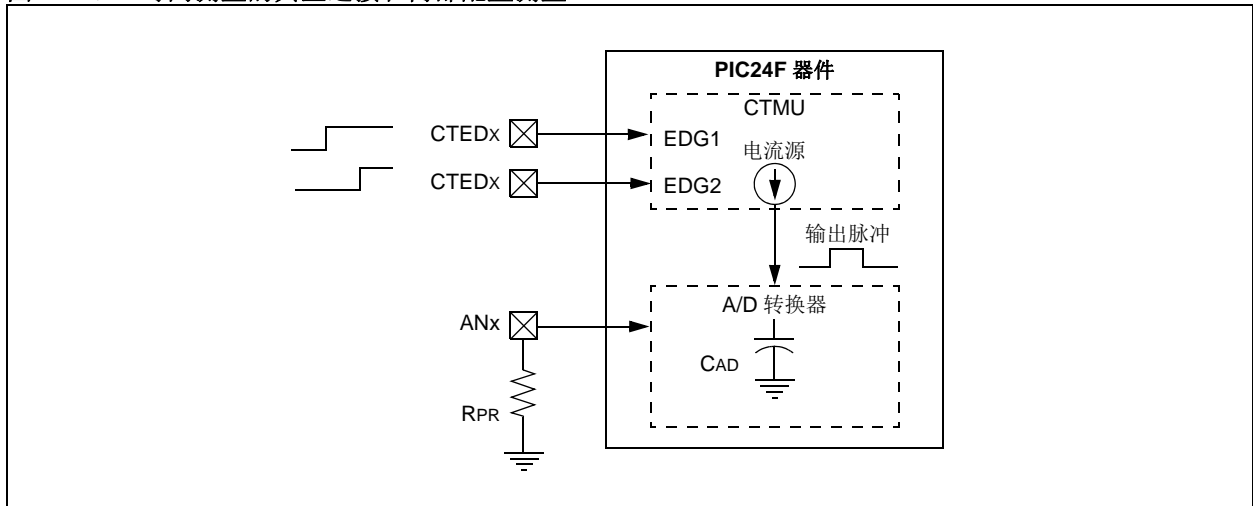 PIC24F 器件
CTMU
CTEDX
EDG1
电流源
CTEDX
EDG2
输出脉冲
A/D 转换器
ANx
CAD
RPR